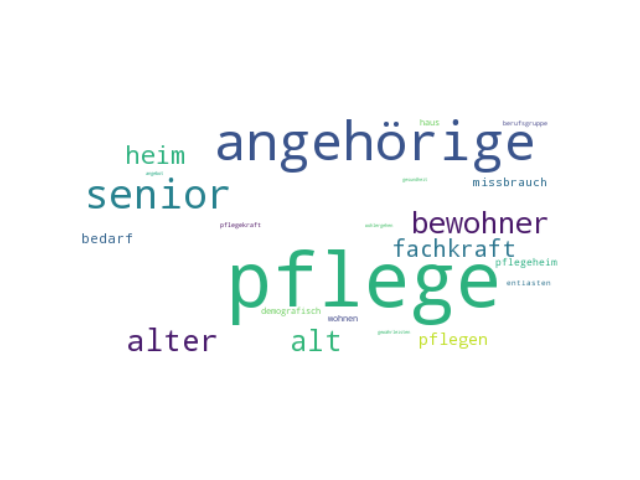 haus
berufsgruppe
angehörige
heim
missbrauch
senior
bewohner
pflegekraft
bedarf
fachkraft
pflege
pflegeheim
entlasten
demografisch
wohnen
alter
alt
pflegen